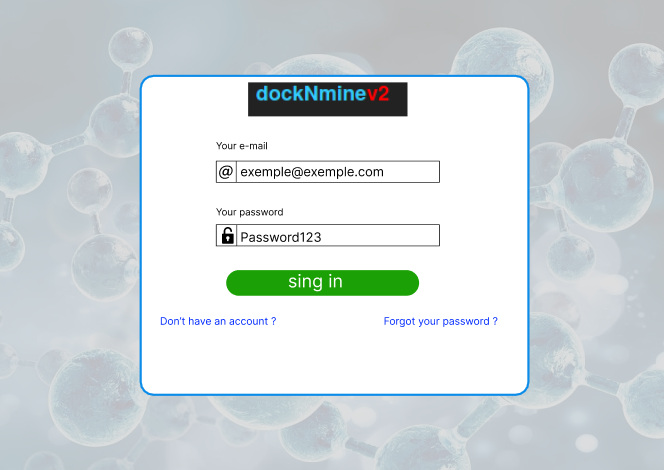 dockNminev2
Your e-mail
@ exemple@exemple.com
Your password
Password123
sing in
Don't have an account ? Forgot your password ?